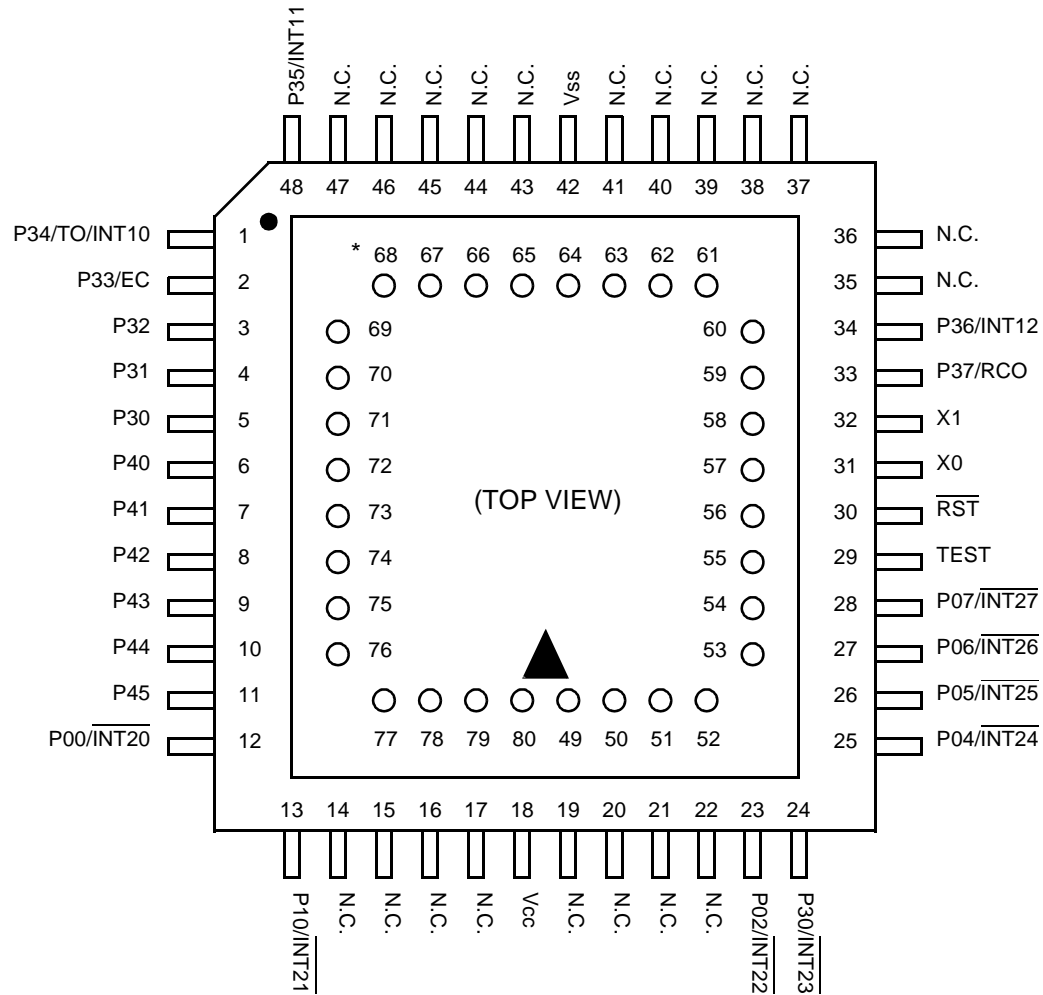 P35/INT11 N.C. N.C. N.C. N.C. N.C. Vss N.C. N.C. N.C. N.C. N.C.
48 47 46 45 44 43 42 41 40 39 38 37
P34/TO/INT10 1 36 N.C.
* 68 67 66 65 64 63 62 61
P33/EC 2 35 N.C.
P32 3 69 60 34 P36/INT12
P31 4 70 59 33 P37/RCO
P30 5 71 58 32 X1
P40 6 72 57 31 X0
(TOP VIEW)
P41 7 73 56 30 RST
P42 8 74 55 29 TEST
P43 9 75 54 28 P07/INT27
P44 10 76 53 27 P06/INT26
P45 11 26 P05/INT25
77 78 79 80 49 50 51 52
P00/INT20 12 25 P04/INT24
13 14 15 16 17 18 19 20 21 22 23 24
P10/INT21 N.C. N.C. N.C. N.C. Vcc N.C. N.C. N.C. N.C. P02/INT22 P30/INT23